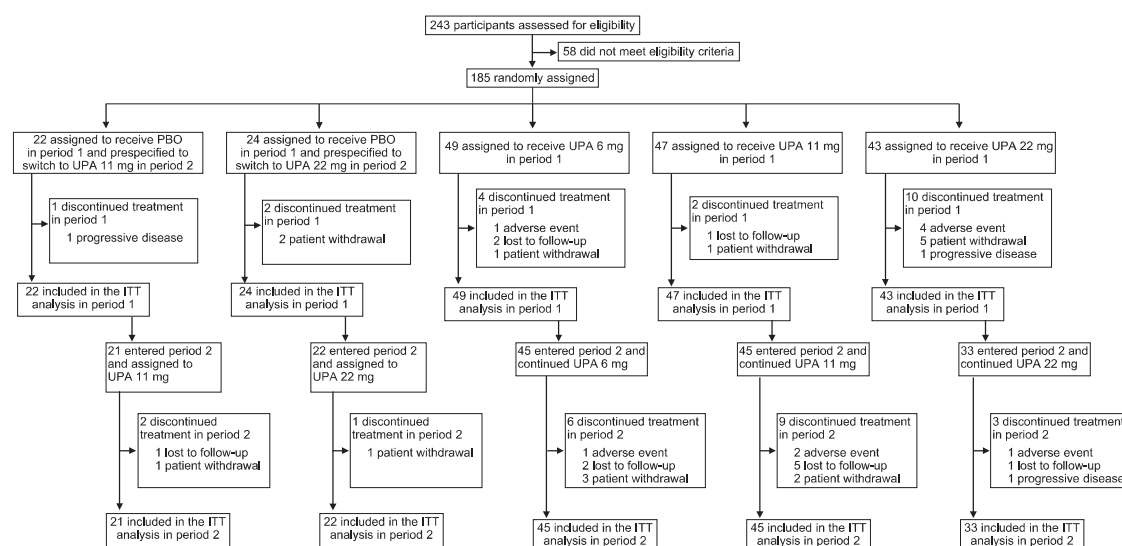 243 participants assessed for eligibility
58 did not meet eligibility criteria
185 randomly assigned
22 assigned to receive PBO
in period 1 and prespecified to
switch to UPA 11 mg in period 2
24 assigned to receive PBO
in period 1 and prespecified to
switch to UPA 22 mg in period 2
49 assigned to receive UPA 6 mg
in period 1
47 assigned to receive UPA 11 mg
in period 1
43 assigned to receive UPA 22 mg
in period 1
1 discontinued treatment
in period 1
1 progressive disease
2 discontinued treatment
in period 1
2 patient withdrawal
4 discontinued treatment
in period 1
1 adverse event
2 lost to follow-up
1 patient withdrawal
2 discontinued treatment
in period 1
1 lost to follow-up
1 patient withdrawal
10 discontinued treatment
in period 1
4 adverse event
5 patient withdrawal
1 progressive disease
22 included in the ITT
analysis in period 1
24 included in the ITT
analysis in period 1
49 included in the ITT
analysis in period 1
47 included in the ITT
analysis in period 1
43 included in the ITT
analysis in period 1
21 entered period 2
and assigned to
UPA 11 mg
22 entered period 2
and assigned to
UPA 22 mg
45 entered period 2 and
continued UPA 6 mg
45 entered period 2 and
continued UPA 11 mg
33 entered period 2 and
continued UPA 22 mg
2 discontinued
treatment in period 2
1 lost to follow-up
1 patient withdrawal
1 discontinued
treatment in period 2
1 patient withdrawal
6 discontinued treatment
in period 2
1 adverse event
2 lost to follow-up
3 patient withdrawal
9 discontinued treatment
in period 2
2 adverse event
5 lost to follow-up
2 patient withdrawal
3 discontinued treatment
in period 2
1 adverse event
1 lost to follow-up
1 progressive disease
21 included in the ITT
analysis in period 2
22 included in the ITT
analysis in period 2
45 included in the ITT
analysis in period 2
45 included in the ITT
analysis in period 2
33 included in the ITT
analysis in period 2